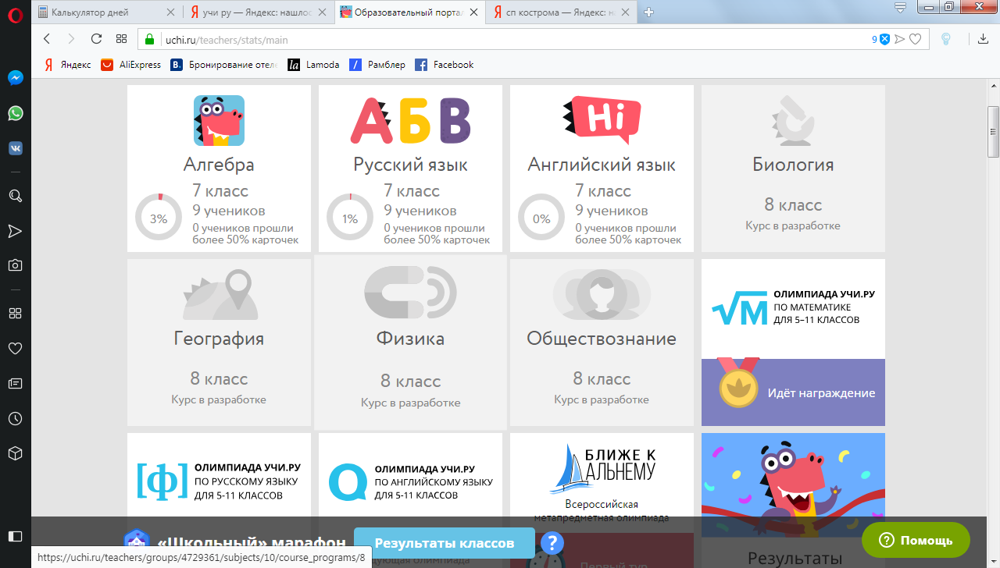 Калькулятор дней
учи ру — Яндекс: нашлос
Образовательный портал
сп кострома — Яндекс: н
uchi.ru/teachers/stats/main
9
Яндекс
AliExpress
Бронирование отеле
Lamoda
Рамблер
Facebook
Алгебра
7 класс
9 учеников
3%
0 учеников прошли
более 50% карточек
АБВ
Русский язык
7 класс
9 учеников
1%
0 учеников прошли
более 50% карточек
Hi
Английский язык
7 класс
9 учеников
0%
0 учеников прошли
более 50% карточек
Биология
8 класс
Курс в разработке
География
8 класс
Курс в разработке
Физика
8 класс
Курс в разработке
Обществознание
8 класс
Курс в разработке
√М
ОЛИМПИАДА УЧИ.РУ
ПО МАТЕМАТИКЕ
ДЛЯ 5–11 КЛАССОВ
Идёт награждение
[ф]
ОЛИМПИАДА УЧИ.РУ
ПО РУССКОМУ ЯЗЫКУ
ДЛЯ 5-11 КЛАССОВ
ОЛИМПИАДА УЧИ.РУ
ПО АНГЛИЙСКОМУ ЯЗЫКУ
ДЛЯ 5-11 КЛАССОВ
БЛИЖЕ К
АЛЬНЕМУ
Всероссийская
метапредметная олимпиада
«Школьный» марафон
Результаты классов
?
Помощь
Первый тур
Результаты
https://uchi.ru/teachers/groups/4729361/subjects/10/course_programs/8